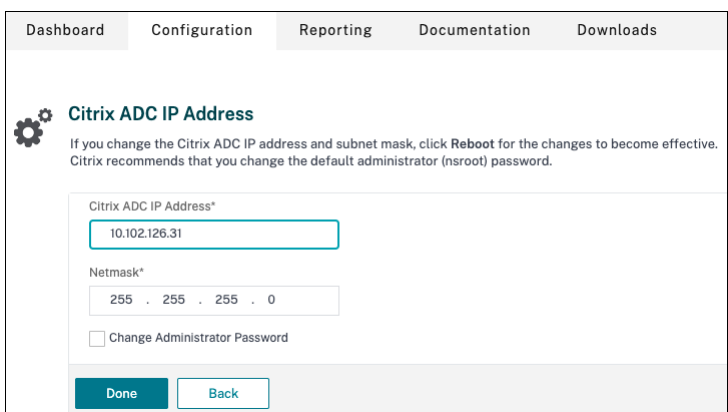 Dashboard Configuration Reporting Documentation Downloads
Citrix ADC IP Address
If you change the Citrix ADC IP address and subnet mask, click Reboot for the changes to become effective.
Citrix recommends that you change the default administrator (nsroot) password.
Citrix ADC IP Address*
10.102.126.31
Netmask*
255 . 255 . 255 . 0
Change Administrator Password
Done Back